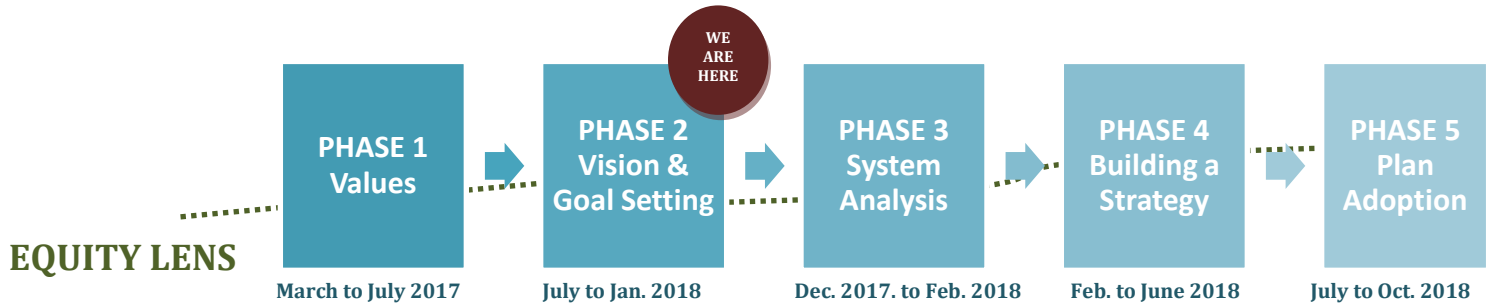 WE
ARE
HERE
PHASE 1
Values
PHASE 2
Vision &
Goal Setting
PHASE 3
System
Analysis
PHASE 4
Building a
Strategy
PHASE 5
Plan
Adoption
EQUITY LENS
March to July 2017
July to Jan. 2018
Dec. 2017. to Feb. 2018
Feb. to June 2018
July to Oct. 2018